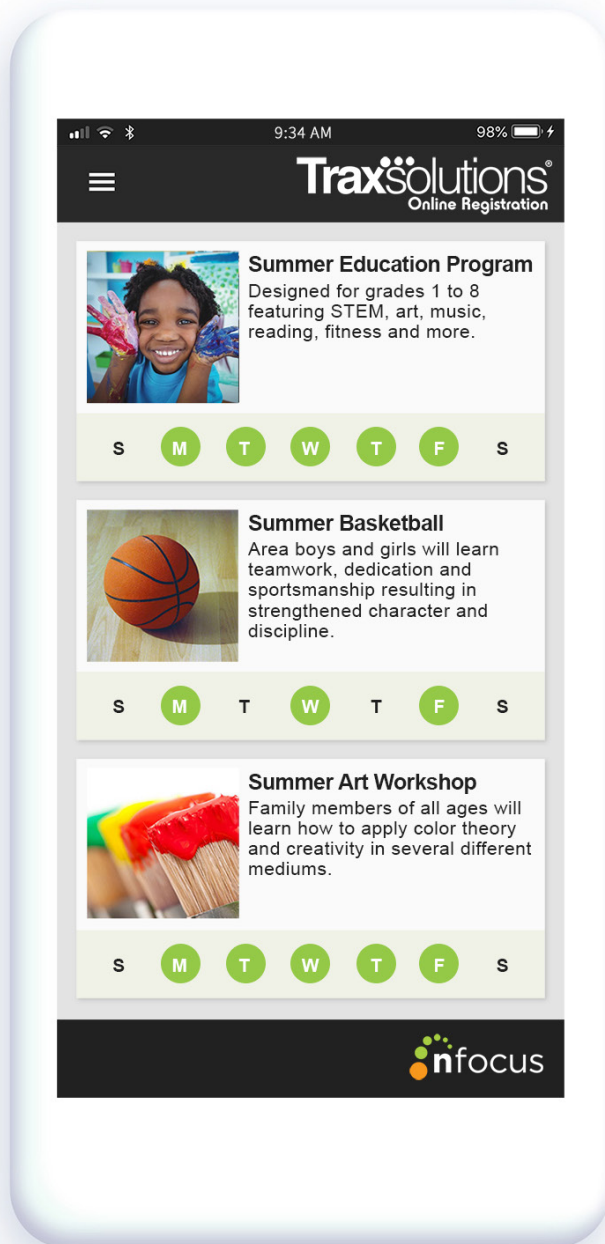 9:34 AM 98%
TraxSolutions®
Online Registration
Summer Education Program
Designed for grades 1 to 8
featuring STEM, art, music,
reading, fitness and more.
S M T W T F S
Summer Basketball
Area boys and girls will learn
teamwork, dedication and
sportsmanship resulting in
strengthened character and
discipline.
S M T W T F S
Summer Art Workshop
Family members of all ages will
learn how to apply color theory
and creativity in several different
mediums.
S M T W T F S
nfocus